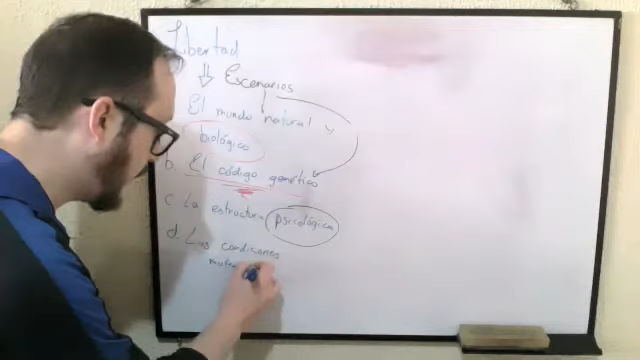 Libertad
Escenarios
El mundo natural y
biológico
b. El código genético
c. La estructura psicológica
d. Las condiciones